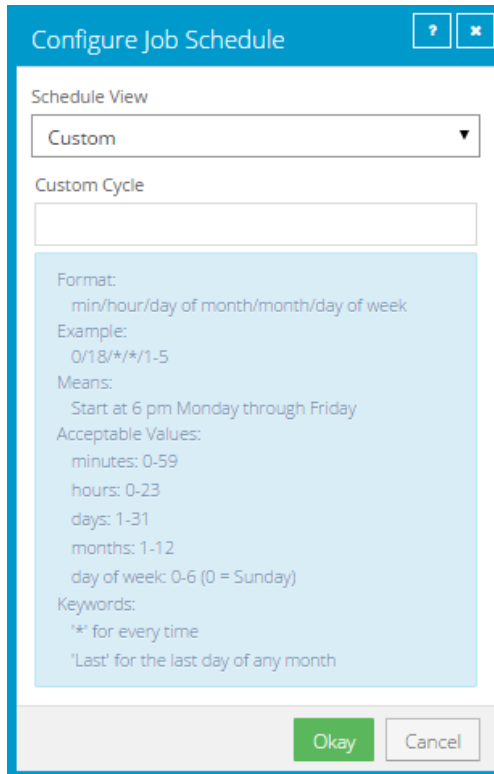 Configure Job Schedule
?
×
Schedule View
Custom
Custom Cycle
Format:
min/hour/day of month/month/day of week
Example:
0/18/*/*/1-5
Means:
Start at 6 pm Monday through Friday
Acceptable Values:
minutes: 0-59
hours: 0-23
days: 1-31
months: 1-12
day of week: 0-6 (0 = Sunday)
Keywords:
'*' for every time
'Last' for the last day of any month
Okay
Cancel